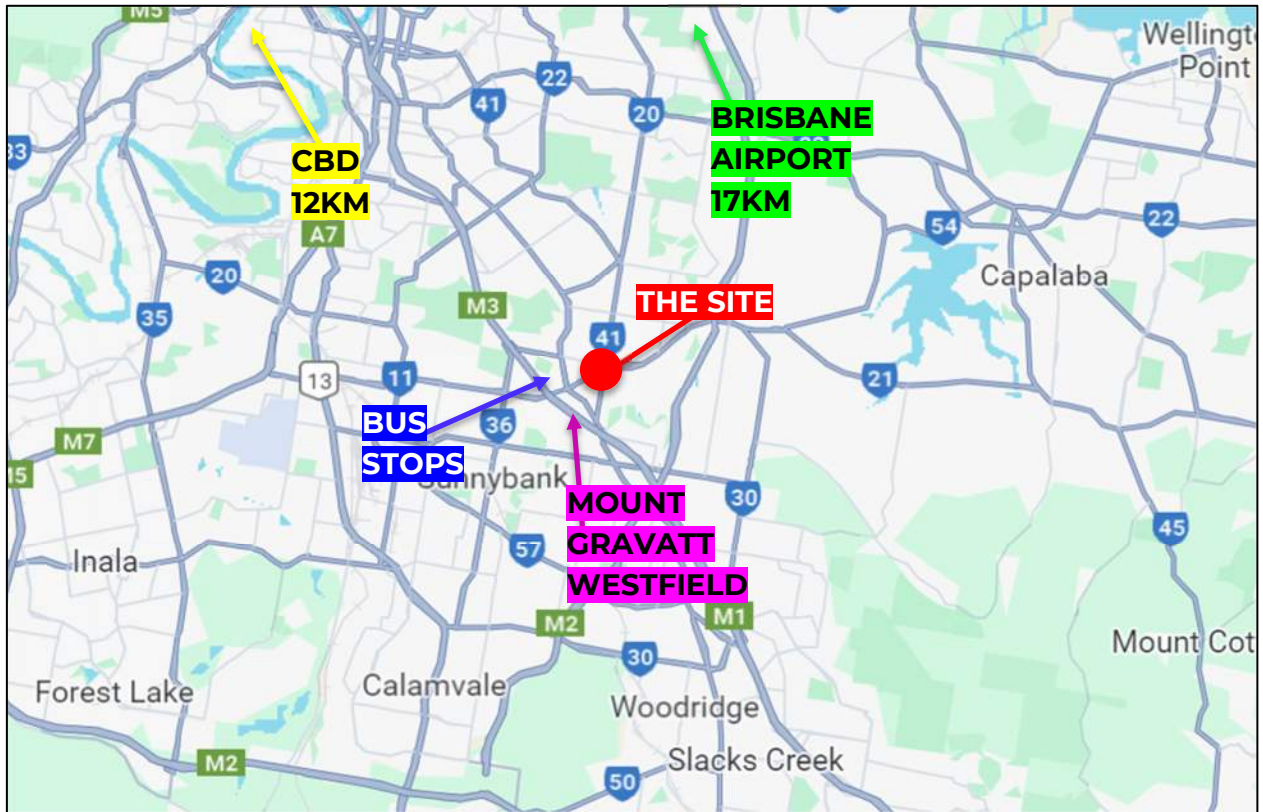 M5
Wellingt
Point
22
41
20
33
BRISBANE
AIRPORT
17KM
CBD
12KM
A7
22
54
20
Capalaba
M3
35
THE SITE
41
13
11
21
BUS
STOPS
36
M7
15
nnybank
MOUNT
GRAVATT
WESTFIELD
30
45
57
Inala
M2
M1
30
Mount Cot
Forest Lake
Calamvale
Woodridge
M2
Slacks Creek
50